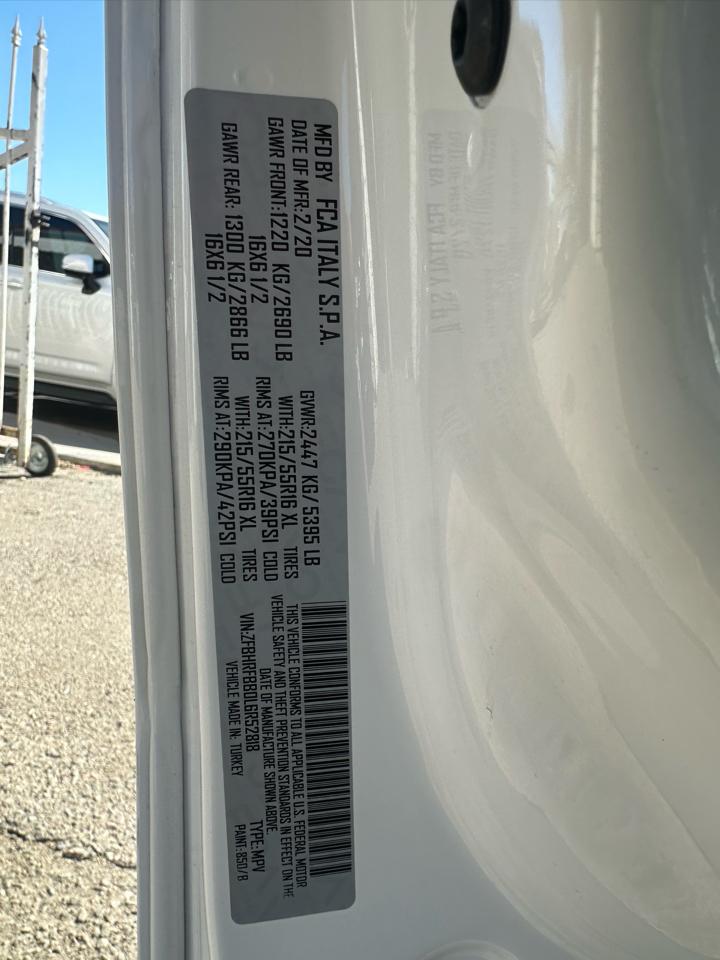 MFD BY FCA ITALY S.P.A.
DATE OF MFR:2/20 GVWR:2447 KG/ 5395 LB
GAWR FRONT:1220 KG/2690 LB WITH:215/55R16 XL TIRES
16X6 1/2 RIMS AT:270KPA/39PSI COLD
GAWR REAR: 1300 KG/2866 LB WITH:215/55R16 XL TIRES
16X6 1/2 RIMS AT:290KPA/42PSI COLD
THIS VEHICLE CONFORMS TO ALL APPLICABLE U.S. FEDERAL MOTOR
VEHICLE SAFETY AND THEFT PREVENTION STANDARDS IN EFFECT ON THE
DATE OF MANUFACTURE SHOWN ABOVE.
VIN:ZFBHRFBB0L6R52818 TYPE:MPV
VEHICLE MADE IN: TURKEY PAINT:850/B